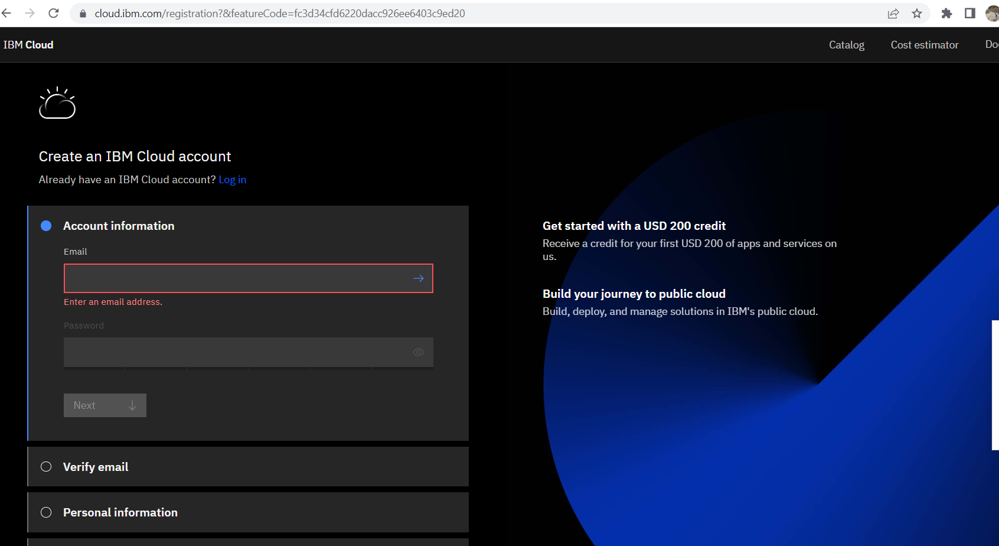 cloud.ibm.com/registration?&featureCode=fc3d34cfd6220dacc926ee6403c9ed20
IBM Cloud
Catalog
Cost estimator
Create an IBM Cloud account
Already have an IBM Cloud account? Log in
Account information
Email
Enter an email address.
Password
Next
Verify email
Personal information
Get started with a USD 200 credit
Receive a credit for your first USD 200 of apps and services on
us.
Build your journey to public cloud
Build, deploy, and manage solutions in IBM's public cloud.